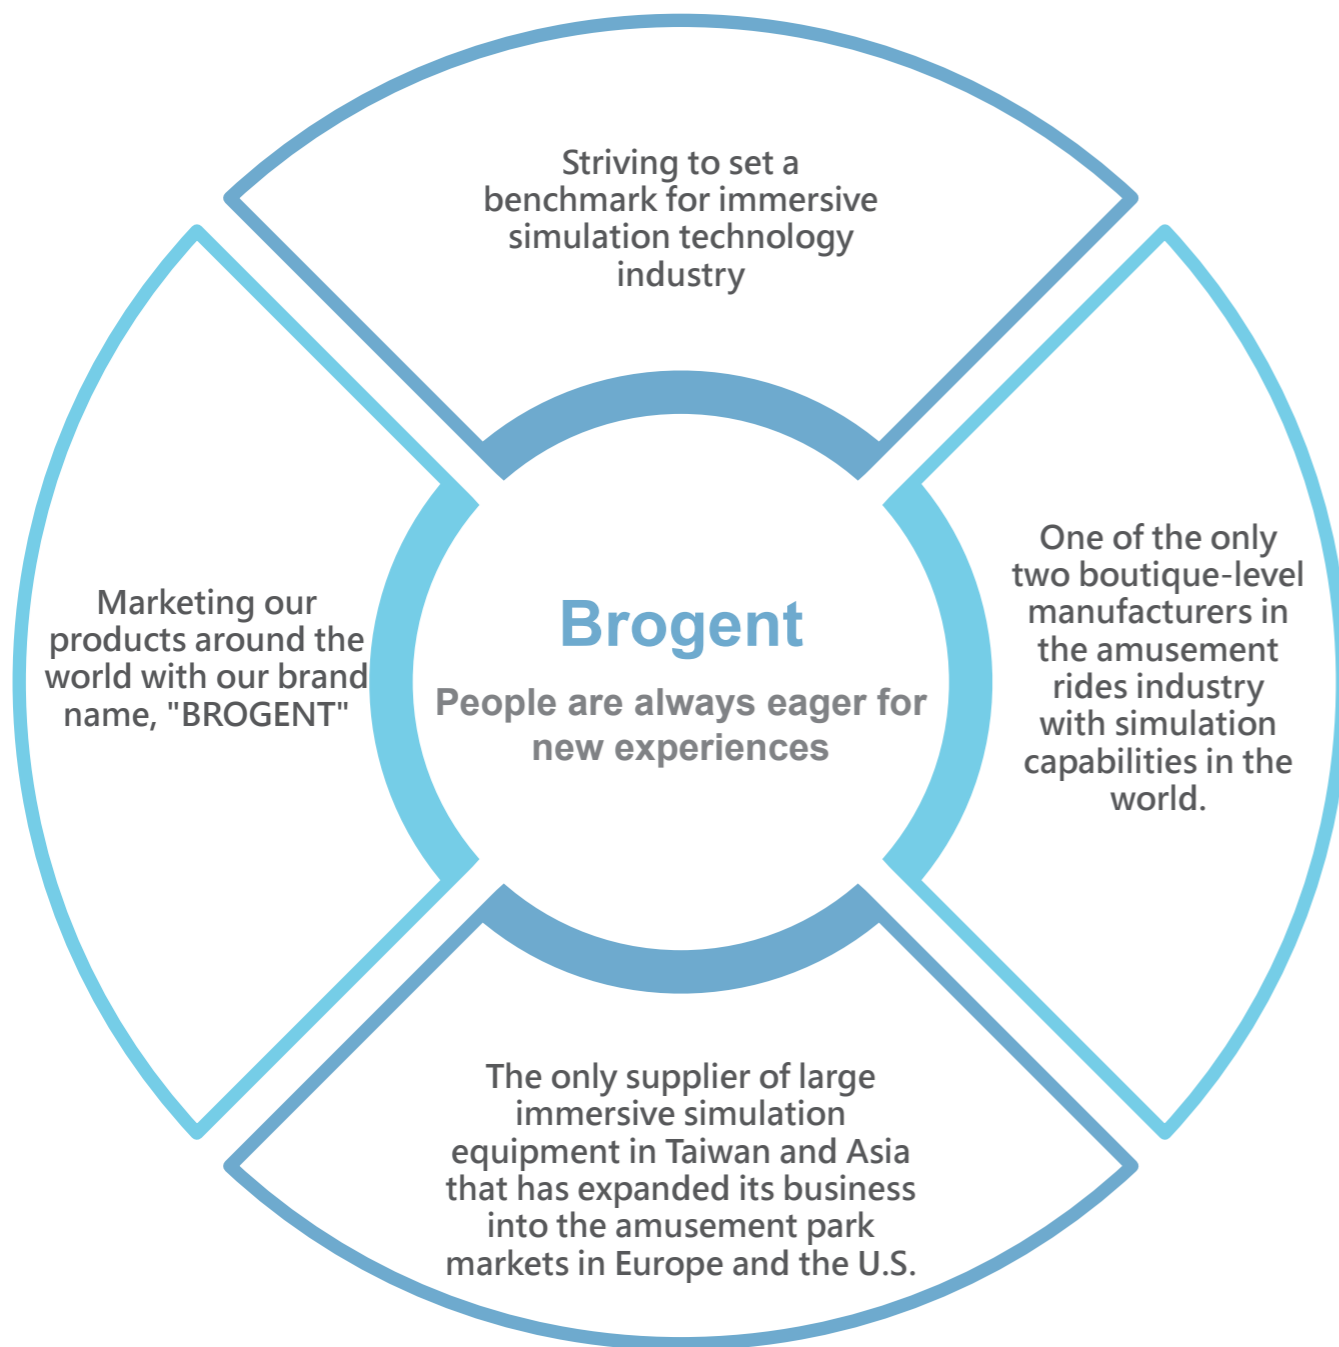 Striving to set a
benchmark for immersive
simulation technology
industry
One of the only
two boutique-level
manufacturers in
the amusement
rides industry
with simulation
capabilities in the
world.
Marketing our
products around the
world with our brand
name, "BROGENT"
Brogent
People are always eager for
new experiences
The only supplier of large
immersive simulation
equipment in Taiwan and Asia
that has expanded its business
into the amusement park
markets in Europe and the U.S.